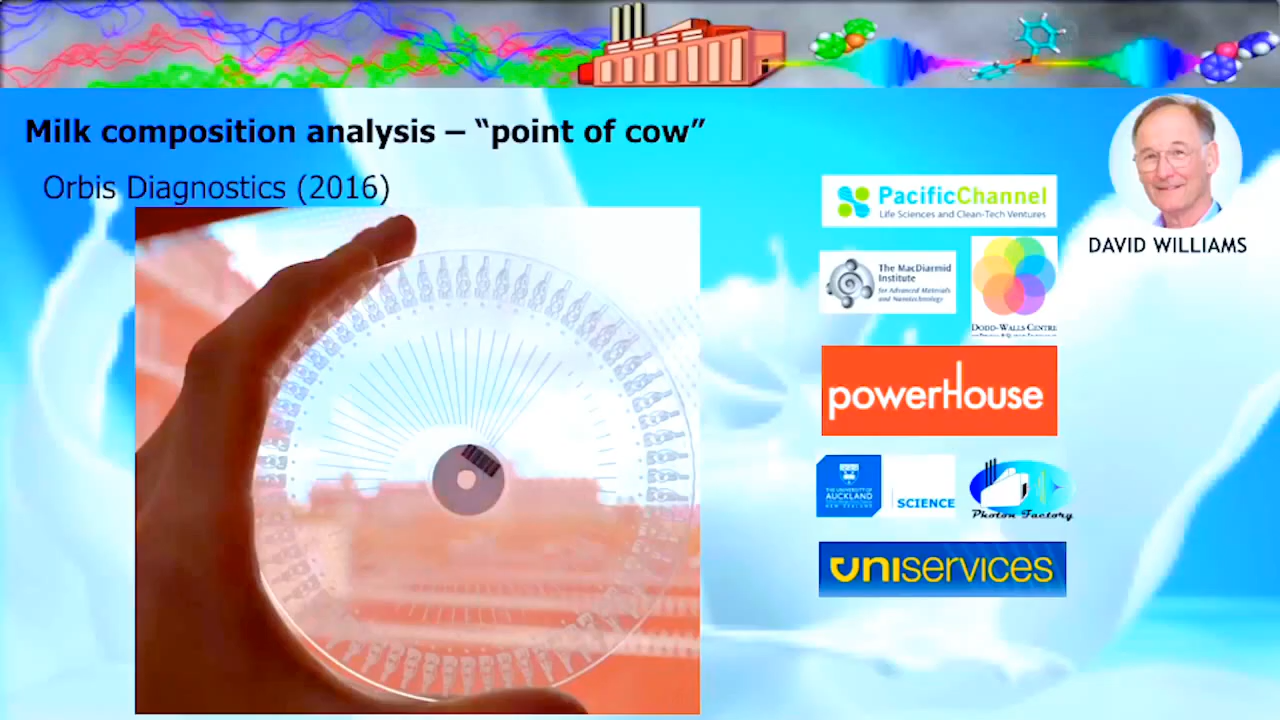 Milk composition analysis – “point of cow”
Orbis Diagnostics (2016)
PacificChannel
Life Sciences and Clean-Tech Ventures
DAVID WILLIAMS
The MacDiarmid
Institute
for Advanced Materials
and Nanotechnology
DODD-WALLS CENTRE
powerHouse
THE UNIVERSITY OF
AUCKLAND
NEW ZEALAND
SCIENCE
Photon Factory
UNISERVICES